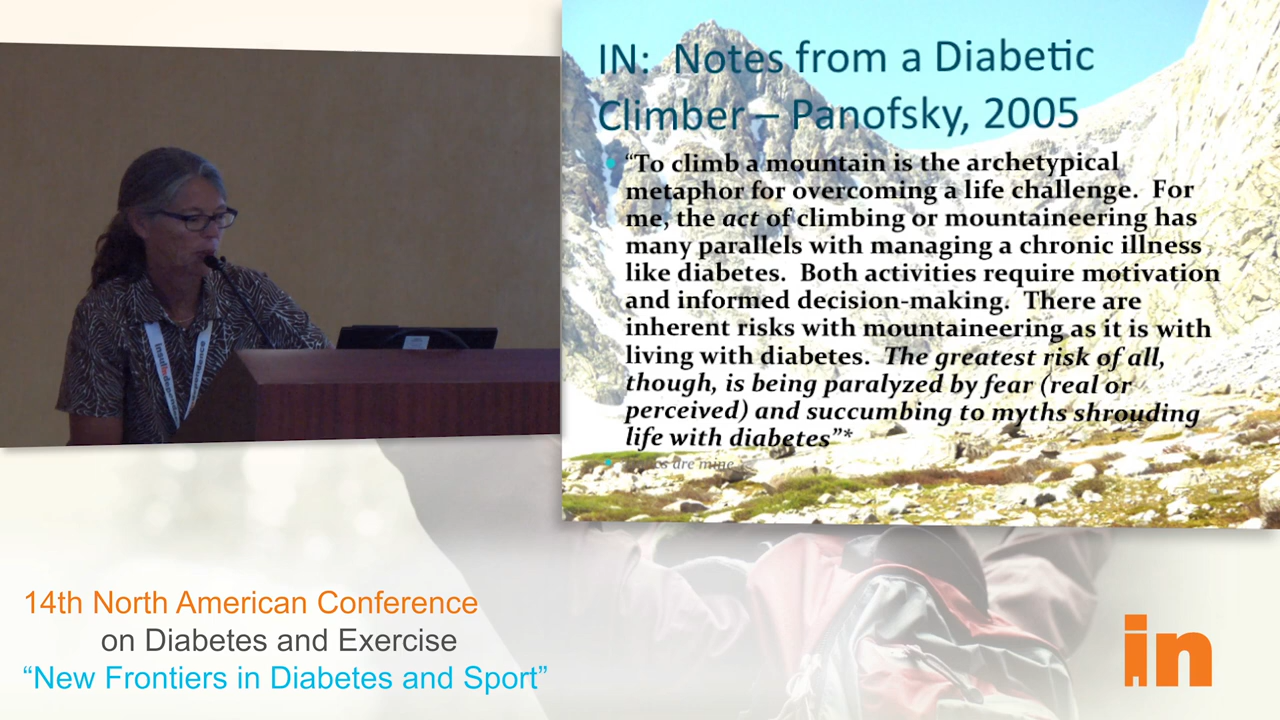 IN: Notes from a Diabetic
Climber – Panofsky, 2005
“To climb a mountain is the archetypical
metaphor for overcoming a life challenge. For
me, the act of climbing or mountaineering has
many parallels with managing a chronic illness
like diabetes. Both activities require motivation
and informed decision-making. There are
inherent risks with mountaineering as it is with
living with diabetes. The greatest risk of all,
though, is being paralyzed by fear (real or
perceived) and succumbing to myths shrouding
life with diabetes”*
are mine
14th North American Conference
on Diabetes and Exercise
“New Frontiers in Diabetes and Sport”
in